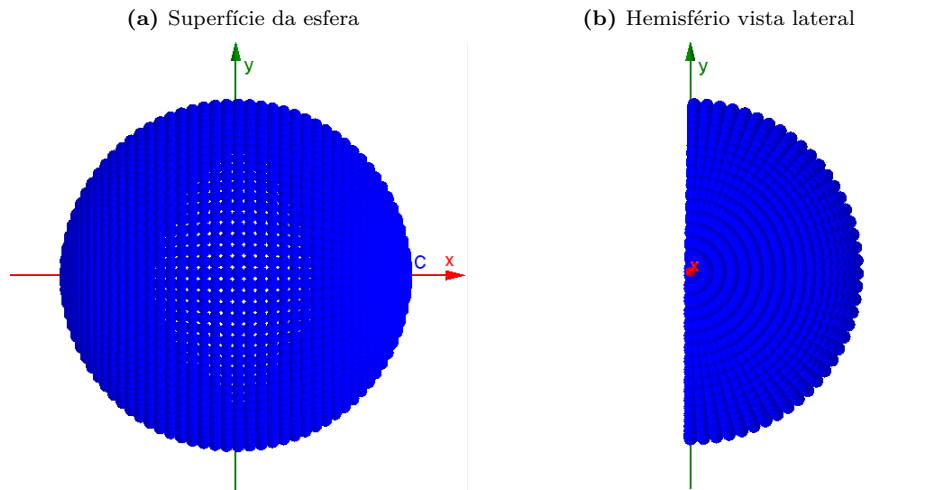 (a) Superfície da esfera
(b) Hemisfério vista lateral
y
y
C
x
x